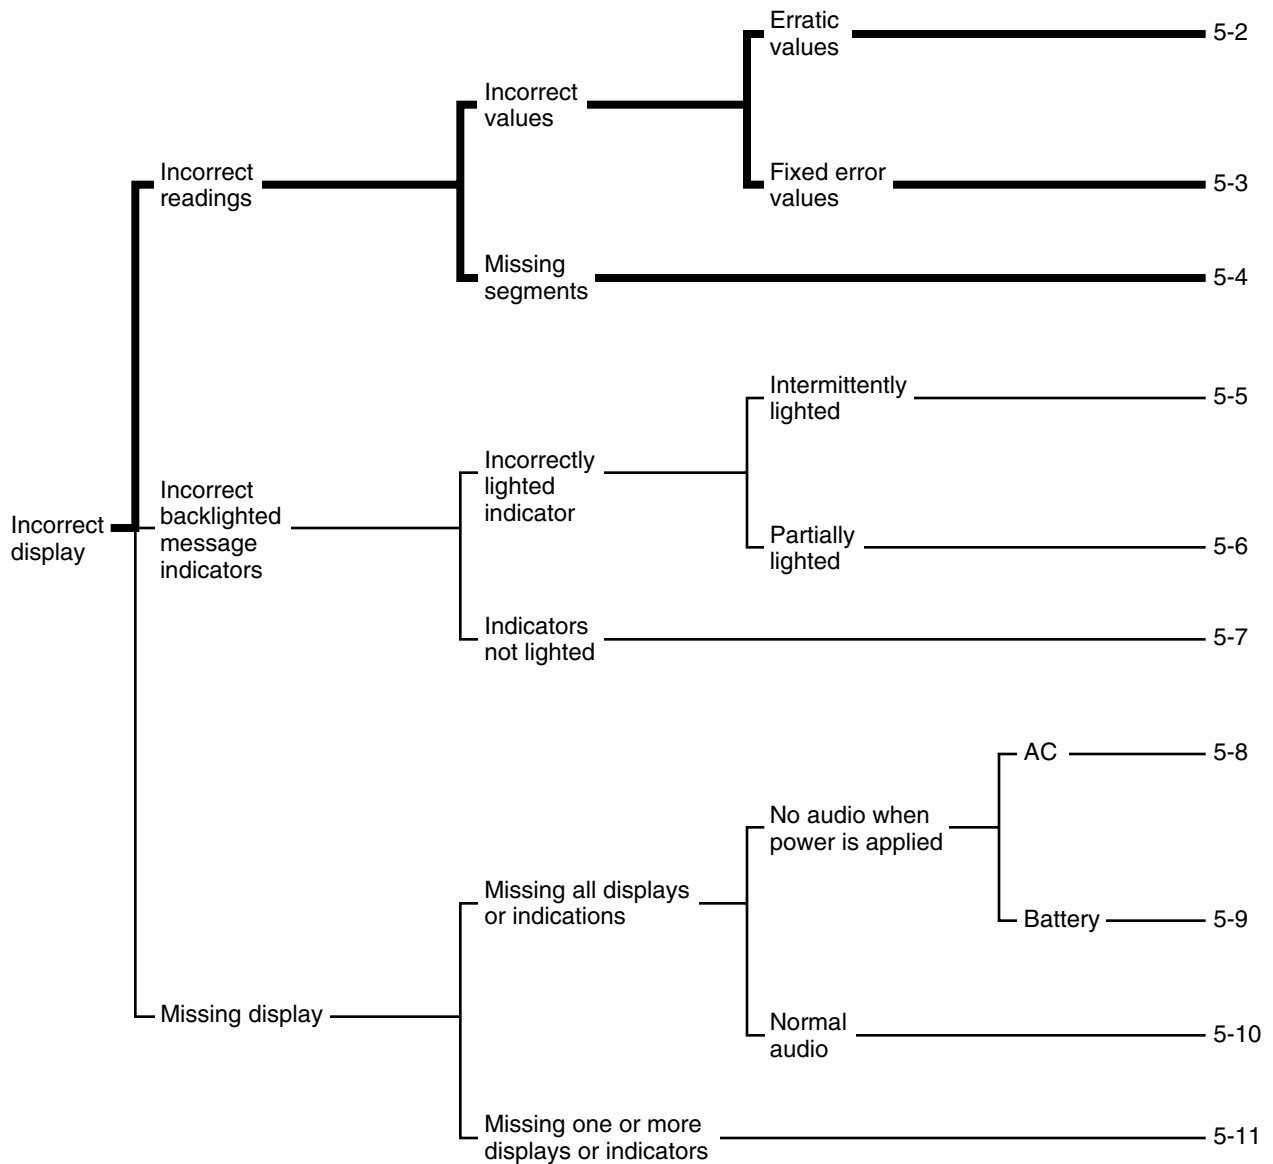 Erratic
values
5-2
Incorrect
values
Incorrect
readings
Fixed error
values
5-3
Missing
segments
5-4
Intermittently
lighted
5-5
Incorrectly
lighted
indicator
Incorrect
backlighted
message
indicators
Incorrect
display
Partially
lighted
5-6
Indicators
not lighted
5-7
AC
5-8
No audio when
power is applied
Missing all displays
or indications
Battery
5-9
Missing display
Normal
audio
5-10
Missing one or more
displays or indicators
5-11